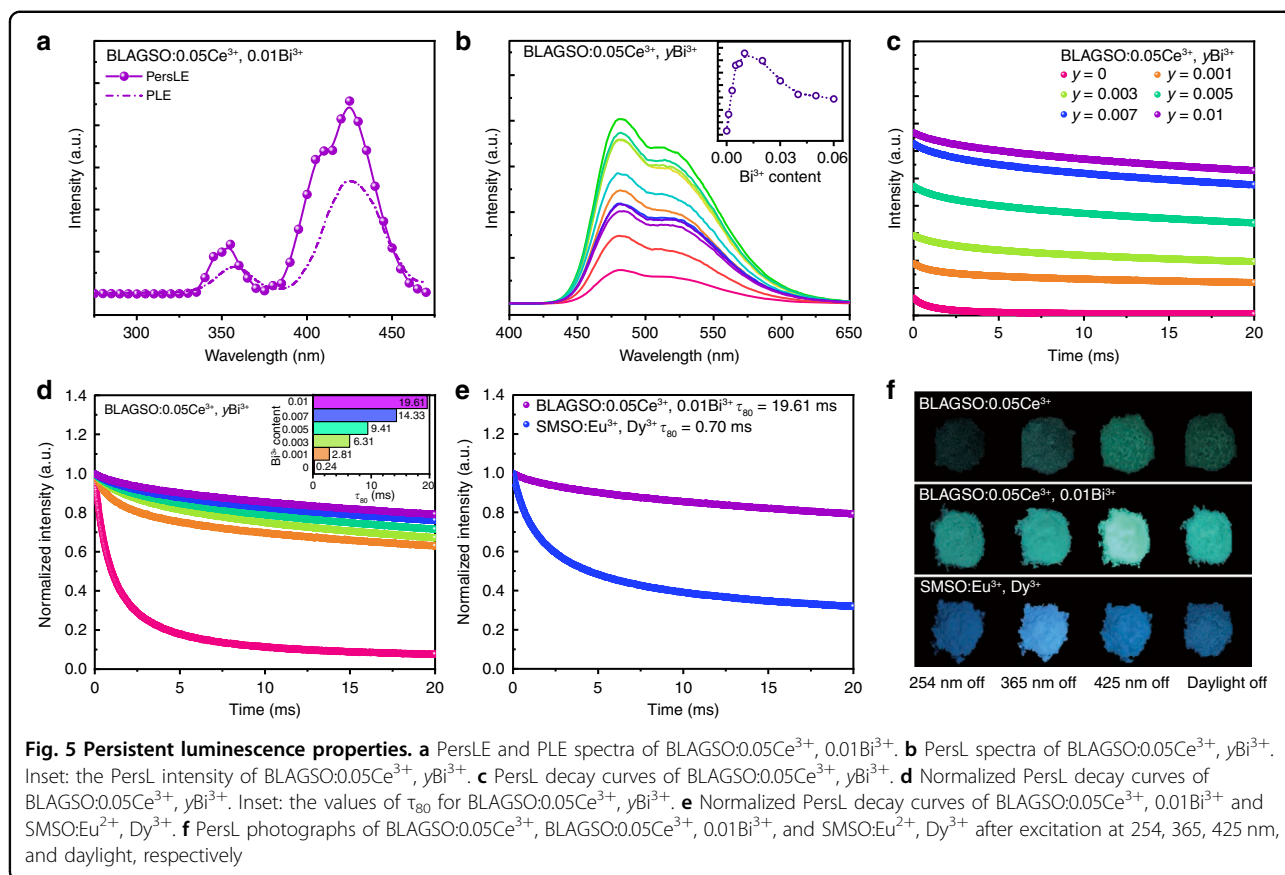 a
BLAGSO:0.05Ce³⁺, 0.01Bi³⁺
PersLE
PLE
Intensity (a.u.)
300 350 400 450
Wavelength (nm)
b
BLAGSO:0.05Ce³⁺, yBi³⁺
0.00 0.03 0.06
Bi³⁺ content
Intensity (a.u.)
400 450 500 550 600 650
Wavelength (nm)
c
BLAGSO:0.05Ce³⁺, yBi³⁺
y = 0 y = 0.001
y = 0.003 y = 0.005
y = 0.007 y = 0.01
Intensity (a.u.)
0 5 10 15 20
Time (ms)
d
BLAGSO:0.05Ce³⁺, yBi³⁺
Bi³⁺ content
0.01 19.61
0.007 14.33
0.005 9.41
0.003 6.31
0.001 2.81
0 0.24
0 10 20
τ₈₀ (ms)
Normalized intensity (a.u.)
1.4
1.2
1.0
0.8
0.6
0.4
0.2
0.0
0 5 10 15 20
Time (ms)
e
BLAGSO:0.05Ce³⁺, 0.01Bi³⁺ τ₈₀ = 19.61 ms
SMSO:Eu³⁺, Dy³⁺ τ₈₀ = 0.70 ms
Normalized intensity (a.u.)
1.4
1.2
1.0
0.8
0.6
0.4
0.2
0.0
0 5 10 15 20
Time (ms)
f
BLAGSO:0.05Ce³⁺
BLAGSO:0.05Ce³⁺, 0.01Bi³⁺
SMSO:Eu³⁺, Dy³⁺
254 nm off 365 nm off 425 nm off Daylight off
Fig. 5 Persistent luminescence properties. a PersLE and PLE spectra of BLAGSO:0.05Ce³⁺, 0.01Bi³⁺. b PersL spectra of BLAGSO:0.05Ce³⁺, yBi³⁺.
Inset: the PersL intensity of BLAGSO:0.05Ce³⁺, yBi³⁺. c PersL decay curves of BLAGSO:0.05Ce³⁺, yBi³⁺. d Normalized PersL decay curves of
BLAGSO:0.05Ce³⁺, yBi³⁺. Inset: the values of τ₈₀ for BLAGSO:0.05Ce³⁺, yBi³⁺. e Normalized PersL decay curves of BLAGSO:0.05Ce³⁺, 0.01Bi³⁺ and
SMSO:Eu²⁺, Dy³⁺. f PersL photographs of BLAGSO:0.05Ce³⁺, BLAGSO:0.05Ce³⁺, 0.01Bi³⁺, and SMSO:Eu²⁺, Dy³⁺ after excitation at 254, 365, 425 nm,
and daylight, respectively